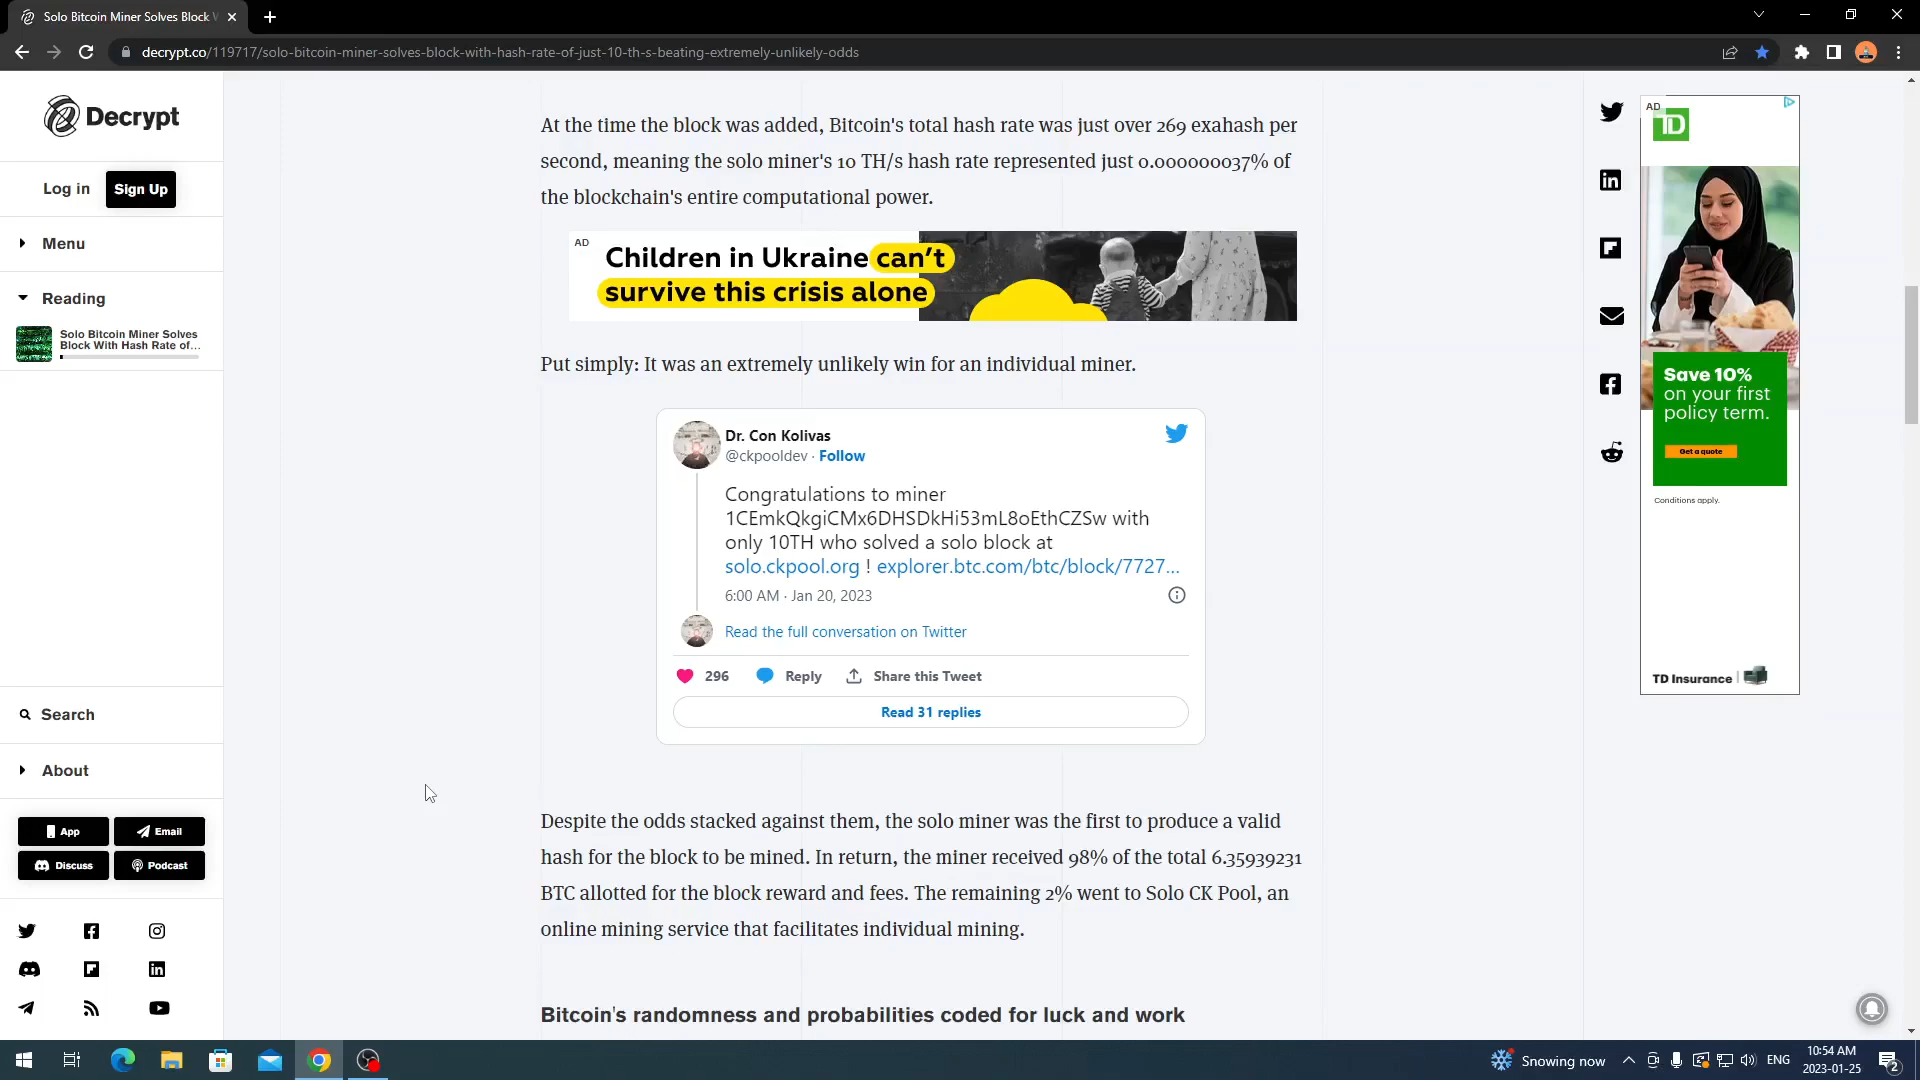 Solo Bitcoin Miner Solves Block W
decrypt.co/119717/solo-bitcoin-miner-solves-block-with-hash-rate-of-just-10-th-s-beating-extremely-unlikely-odds
Decrypt
Log in
Sign Up
Menu
Reading
Solo Bitcoin Miner Solves
Block With Hash Rate of...
Search
About
App
Email
Discuss
Podcast
At the time the block was added, Bitcoin's total hash rate was just over 269 exahash per
second, meaning the solo miner's 10 TH/s hash rate represented just 0.000000037% of
the blockchain's entire computational power.
AD
Children in Ukraine can't
survive this crisis alone
Put simply: It was an extremely unlikely win for an individual miner.
Dr. Con Kolivas
@ckpooldev · Follow
Congratulations to miner
1CEmkQkgiCMx6DHSDkHi53mL8oEthCZSw with
only 10TH who solved a solo block at
solo.ckpool.org ! explorer.btc.com/btc/block/7727...
6:00 AM · Jan 20, 2023
Read the full conversation on Twitter
296
Reply
Share this Tweet
Read 31 replies
Despite the odds stacked against them, the solo miner was the first to produce a valid
hash for the block to be mined. In return, the miner received 98% of the total 6.35939231
BTC allotted for the block reward and fees. The remaining 2% went to Solo CK Pool, an
online mining service that facilitates individual mining.
Bitcoin's randomness and probabilities coded for luck and work
AD
TD
Save 10%
on your first
policy term.
Get a quote
Conditions apply.
TD Insurance
Snowing now
ENG
10:54 AM
2023-01-25
2